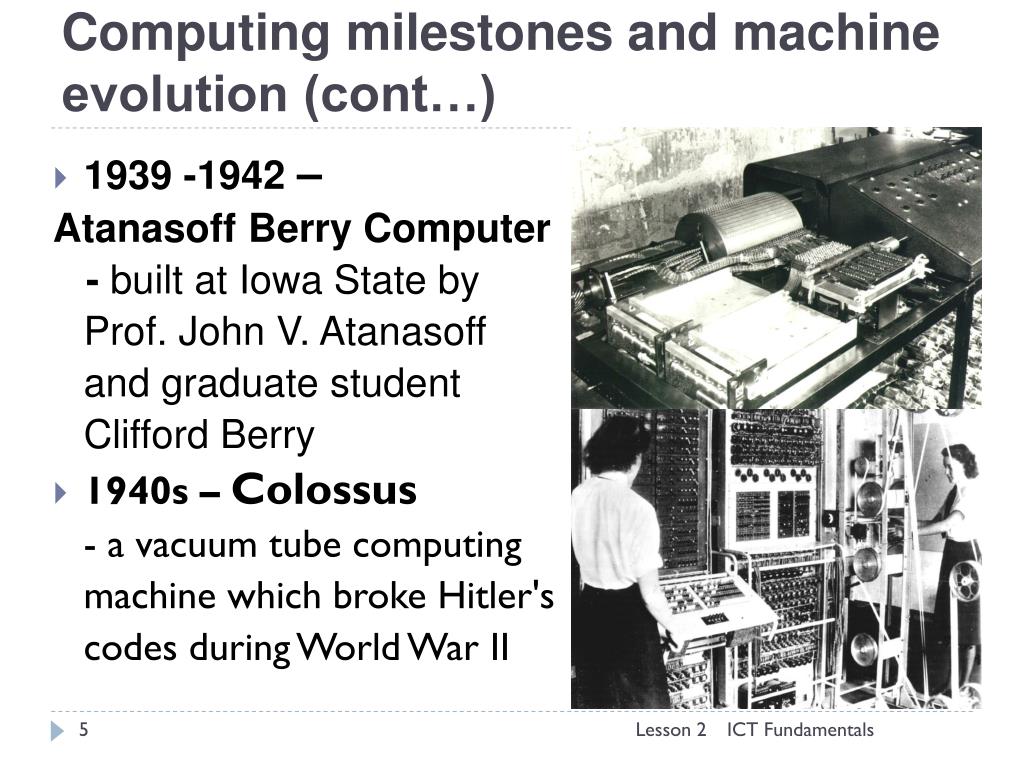 Computing milestones and machine
evolution (cont…)
1939 -1942 –
Atanasoff Berry Computer
- built at Iowa State by
Prof. John V. Atanasoff
and graduate student
Clifford Berry
1940s – Colossus
- a vacuum tube computing
machine which broke Hitler's
codes during World War II
5
Lesson 2 ICT Fundamentals